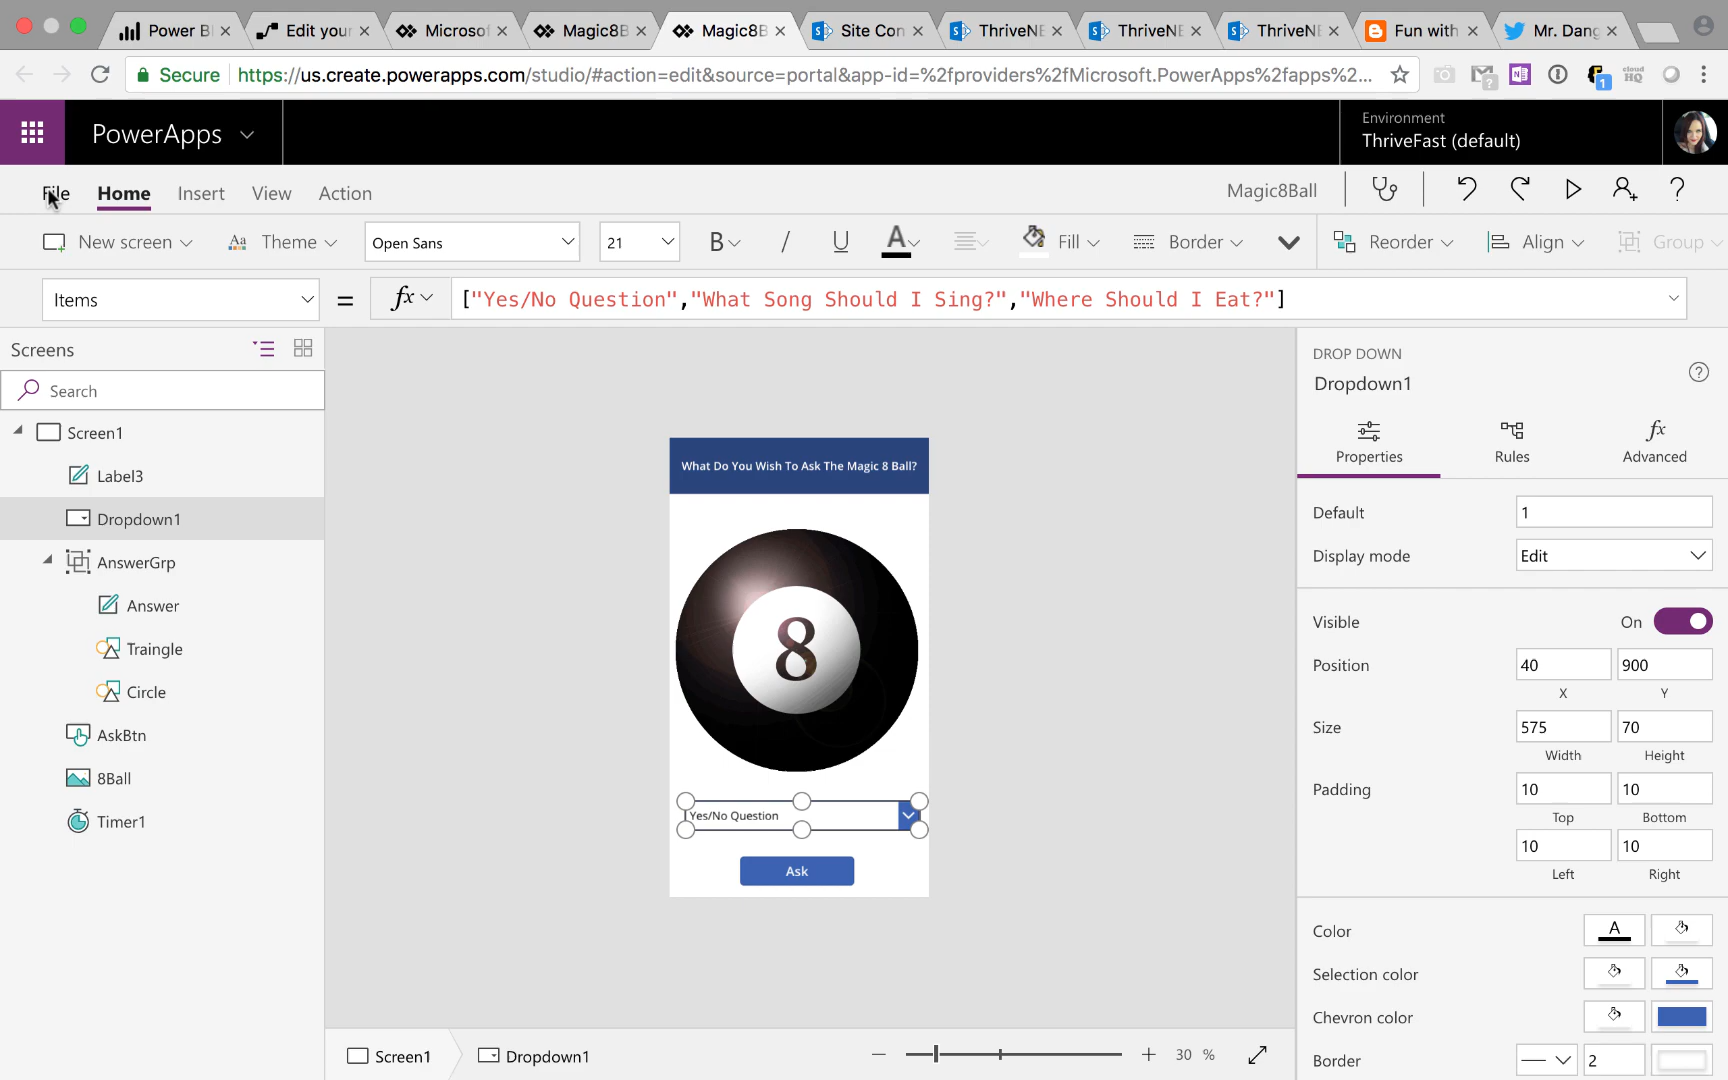 Power B
Edit your
Microso
Magic8B
Magic8B
Site Con
ThriveNE
ThriveNE
ThriveNE
Fun with
Mr. Dang
Secure https://us.create.powerapps.com/studio/#action=edit&source=portal&app-id=%2fproviders%2fMicrosoft.PowerApps%2fapps%2...
?
N
1
cloud
HQ
PowerApps
Environment
ThriveFast (default)
File Home Insert View Action
Magic8Ball
?
New screen
Aa Theme
Open Sans
21
B / U A
Fill
Border
Reorder
Align
Group
Items
= fx ["Yes/No Question","What Song Should I Sing?","Where Should I Eat?"]
Screens
Search
Screen1
Label3
Dropdown1
AnswerGrp
Answer
Traingle
Circle
AskBtn
8Ball
Timer1
What Do You Wish To Ask The Magic 8 Ball?
8
Yes/No Question
Ask
DROP DOWN
Dropdown1
?
Properties
Rules
fx
Advanced
Default 1
Display mode Edit
Visible On
Position 40 900
X Y
Size 575 70
Width Height
Padding 10 10
Top Bottom
10 10
Left Right
Color A
Selection color
Chevron color
Border 2
Screen1
Dropdown1
30 %